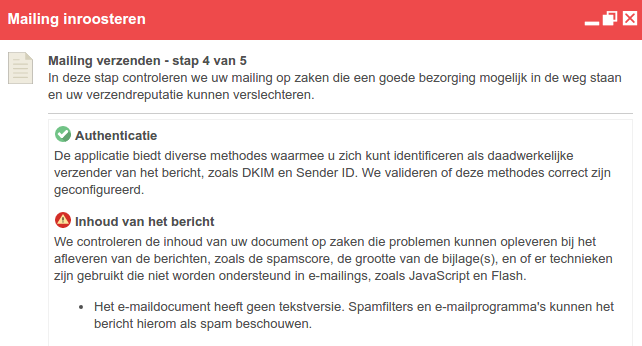 Mailing inroosteren
Mailing verzenden - stap 4 van 5
In deze stap controleren we uw mailing op zaken die een goede bezorging mogelijk in de weg staan
en uw verzendreputatie kunnen verslechteren.
Authenticatie
De applicatie biedt diverse methodes waarmee u zich kunt identificeren als daadwerkelijke
verzender van het bericht, zoals DKIM en Sender ID. We valideren of deze methodes correct zijn
geconfigureerd.
Inhoud van het bericht
We controleren de inhoud van uw document op zaken die problemen kunnen opleveren bij het
afleveren van de berichten, zoals de spamscore, de grootte van de bijlage(s), en of er technieken
zijn gebruikt die niet worden ondersteund in e-mailings, zoals JavaScript en Flash.
• Het e-maildocument heeft geen tekstversie. Spamfilters en e-mailprogramma's kunnen het
bericht hierom als spam beschouwen.